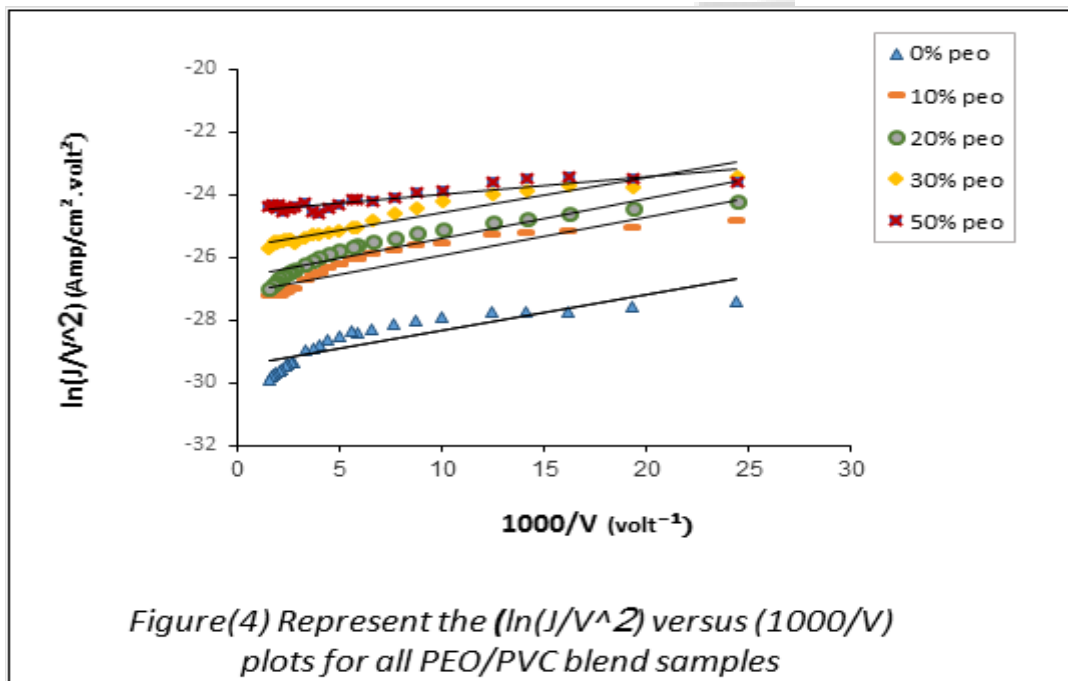 -20
-22
-24
-26
-28
-30
-32
0
5
10
15
20
25
30
ln(J/V^2) (Amp/cm².volt²)
1000/V (volt⁻¹)
0% peo
10% peo
20% peo
30% peo
50% peo
Figure(4) Represent the (ln(J/V^2) versus (1000/V)
plots for all PEO/PVC blend samples